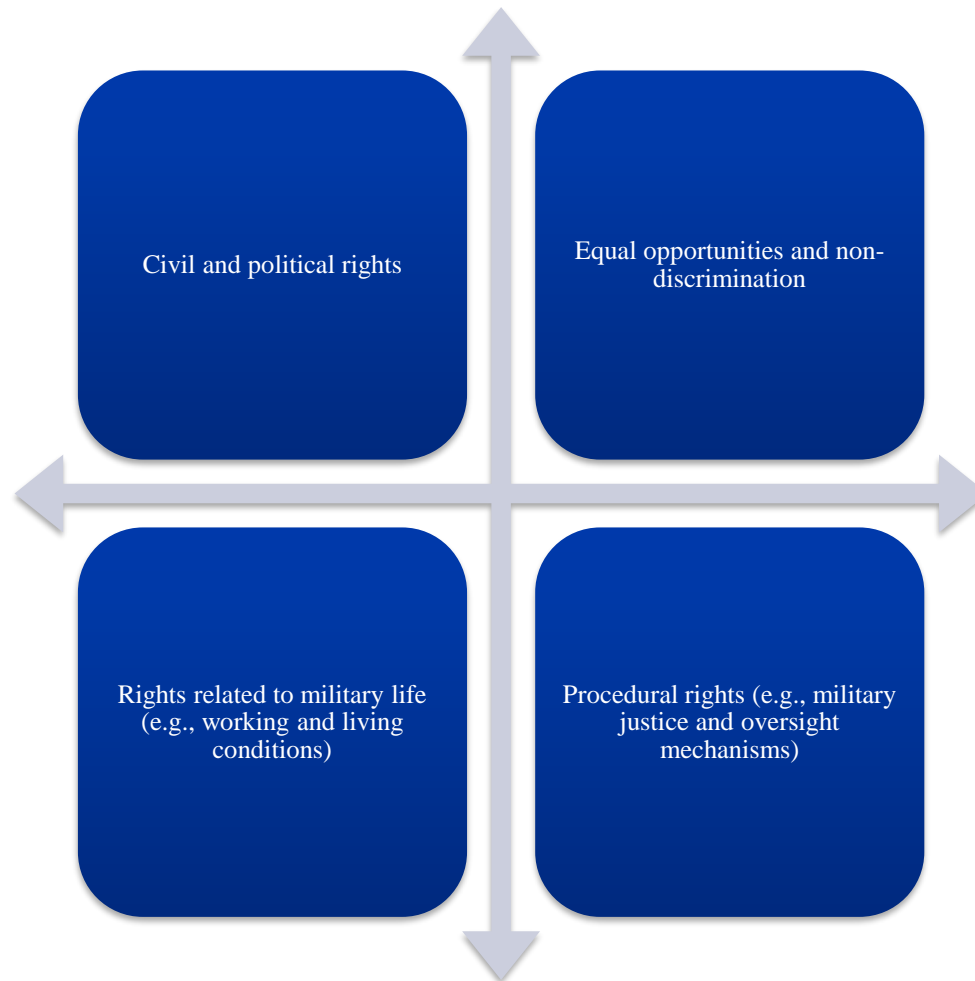 Civil and political rights
Equal opportunities and non-
discrimination
Rights related to military life
(e.g., working and living
conditions)
Procedural rights (e.g., military
justice and oversight
mechanisms)